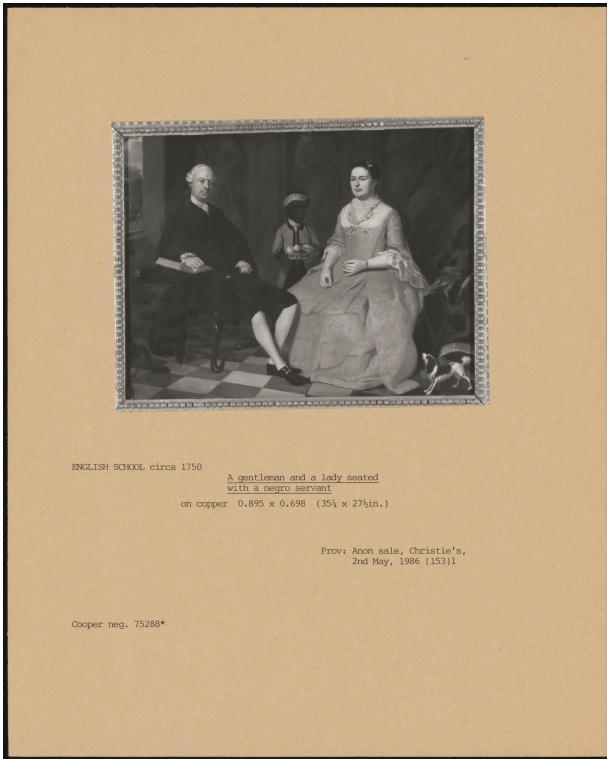 ENGLISH SCHOOL circa 1750
A gentleman and a lady seated
with a negro servant
on copper 0.895 x 0.698 (35¼ x 27½in.)
Prov: Anon sale, Christie's,
2nd May, 1986 (153)1
Cooper neg. 75288*